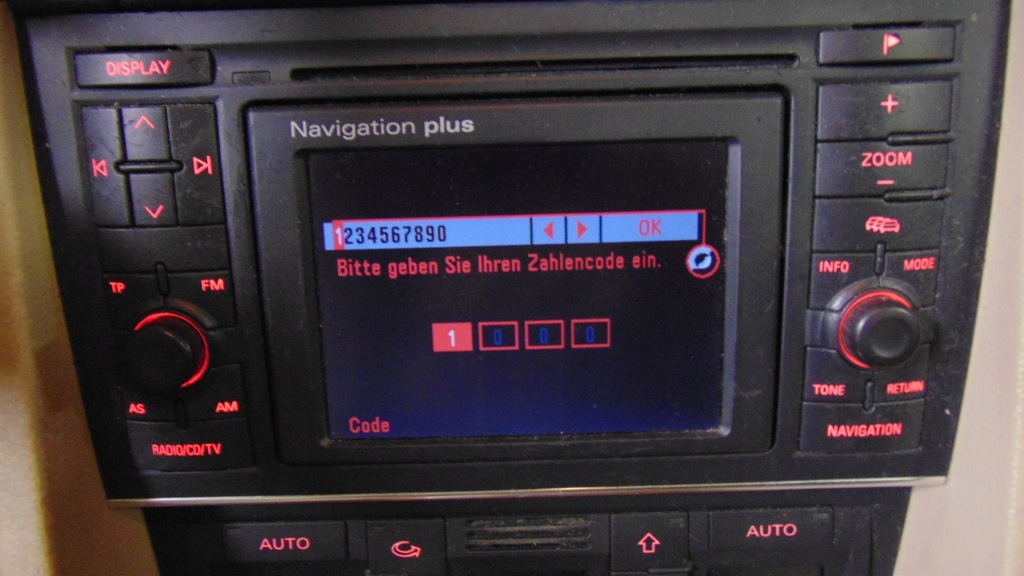 DISPLAY
Navigation plus
+
ZOOM
−
1234567890 OK
Bitte geben Sie Ihren Zahlencode ein.
1 0 0 0
Code
TP FM
AS AM
RADIO/CD/TV
INFO MODE
TONE RETURN
NAVIGATION
AUTO AUTO